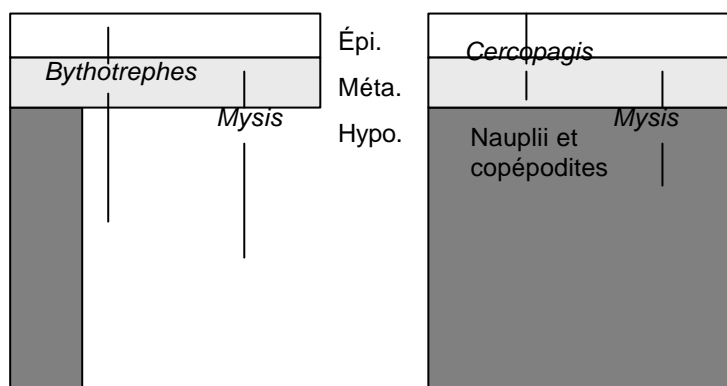 Bythotrephes
Mysis
Épi.
Méta.
Hypo.
Cercopagis
Mysis
Nauplii et
copépodites